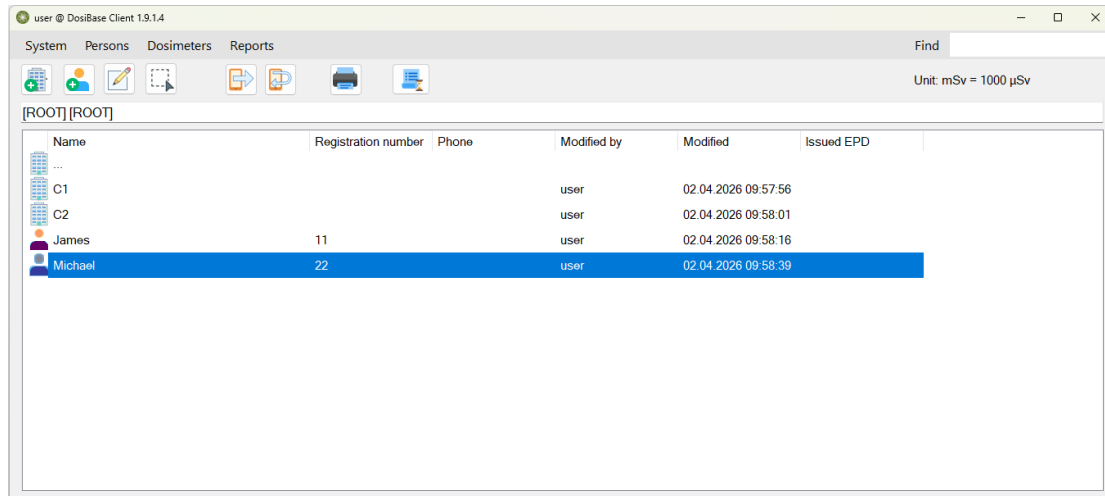 user @ DosiBase Client 1.9.1.4
System Persons Dosimeters Reports Find
Unit: mSv = 1000 µSv
[ROOT] [ROOT]
Name Registration number Phone Modified by Modified Issued EPD
...
C1 user 02.04.2026 09:57:56
C2 user 02.04.2026 09:58:01
James 11 user 02.04.2026 09:58:16
Michael 22 user 02.04.2026 09:58:39